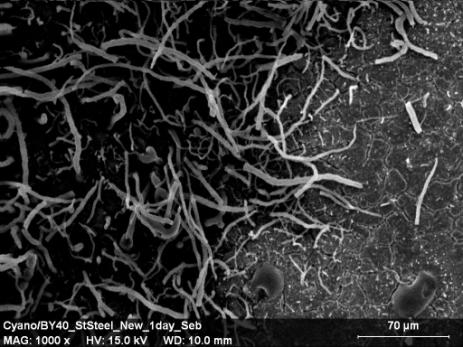 Cyano/BY40_StSteel_New_1day_Seb
MAG: 1000 x HV: 15.0 kV WD: 10.0 mm
70 µm